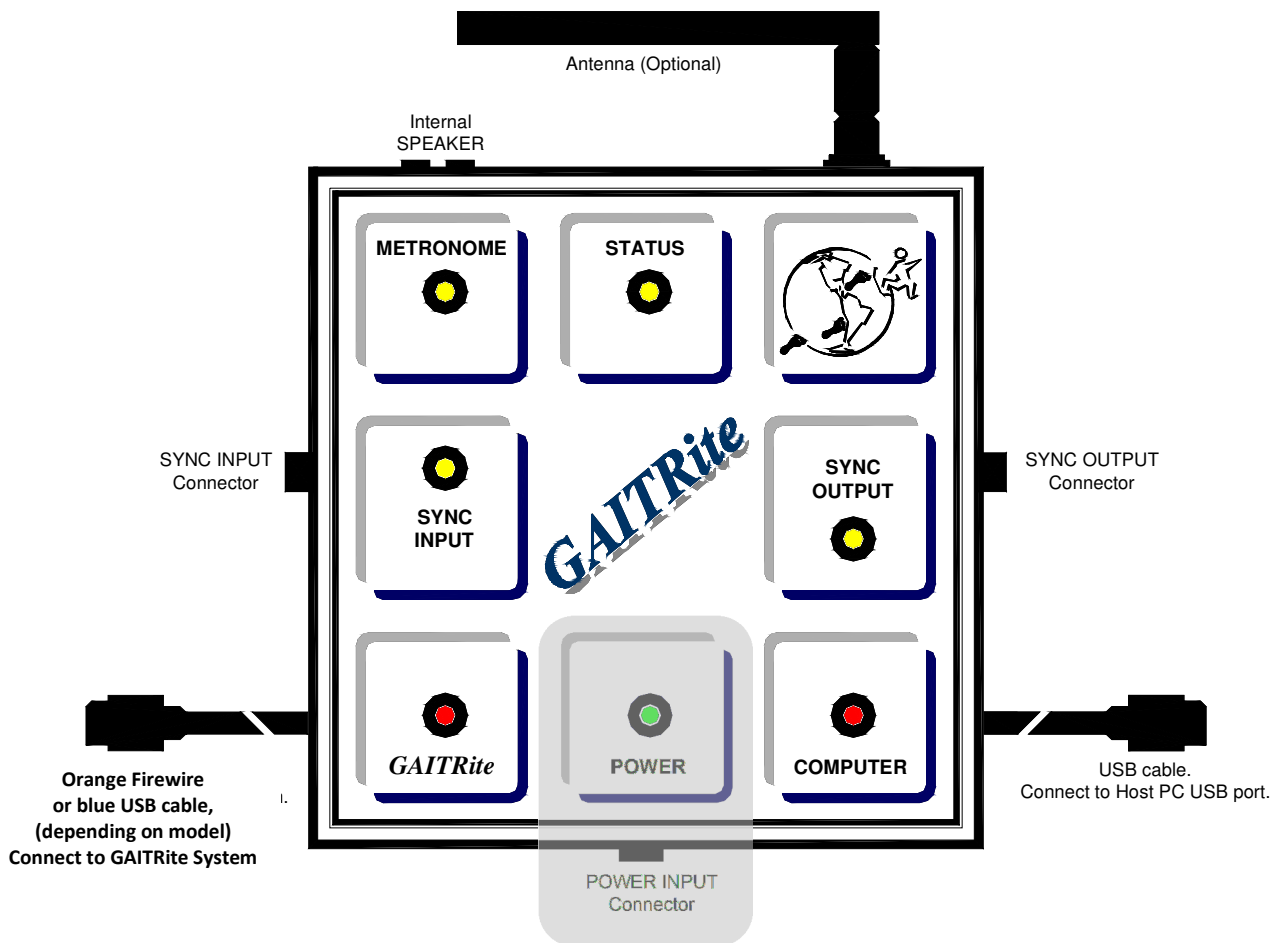 Antenna (Optional)
Internal
SPEAKER
METRONOME
STATUS
SYNC INPUT
Connector
SYNC
INPUT
GAITRite
SYNC
OUTPUT
SYNC OUTPUT
Connector
GAITRite
POWER
COMPUTER
Orange Firewire
or blue USB cable,
(depending on model)
Connect to GAITRite System
USB cable.
Connect to Host PC USB port.
POWER INPUT
Connector